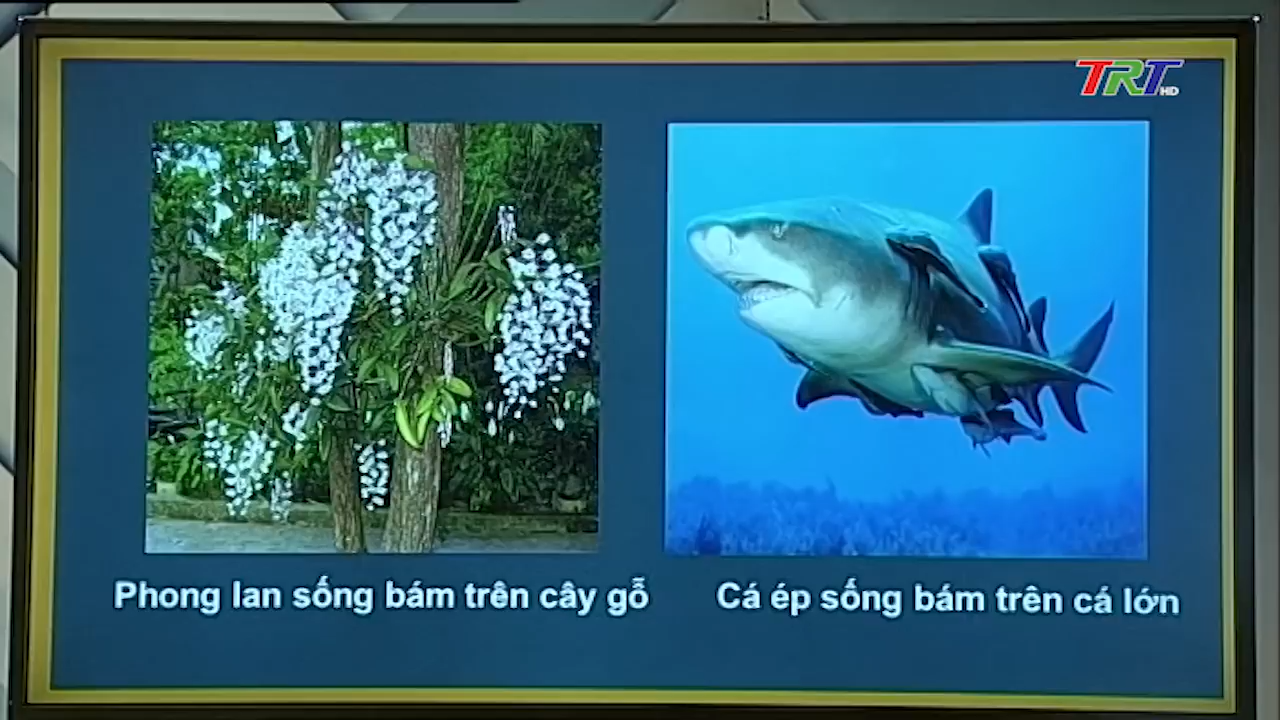 TRT HD
Phong lan sống bám trên cây gỗ
Cá ép sống bám trên cá lớn